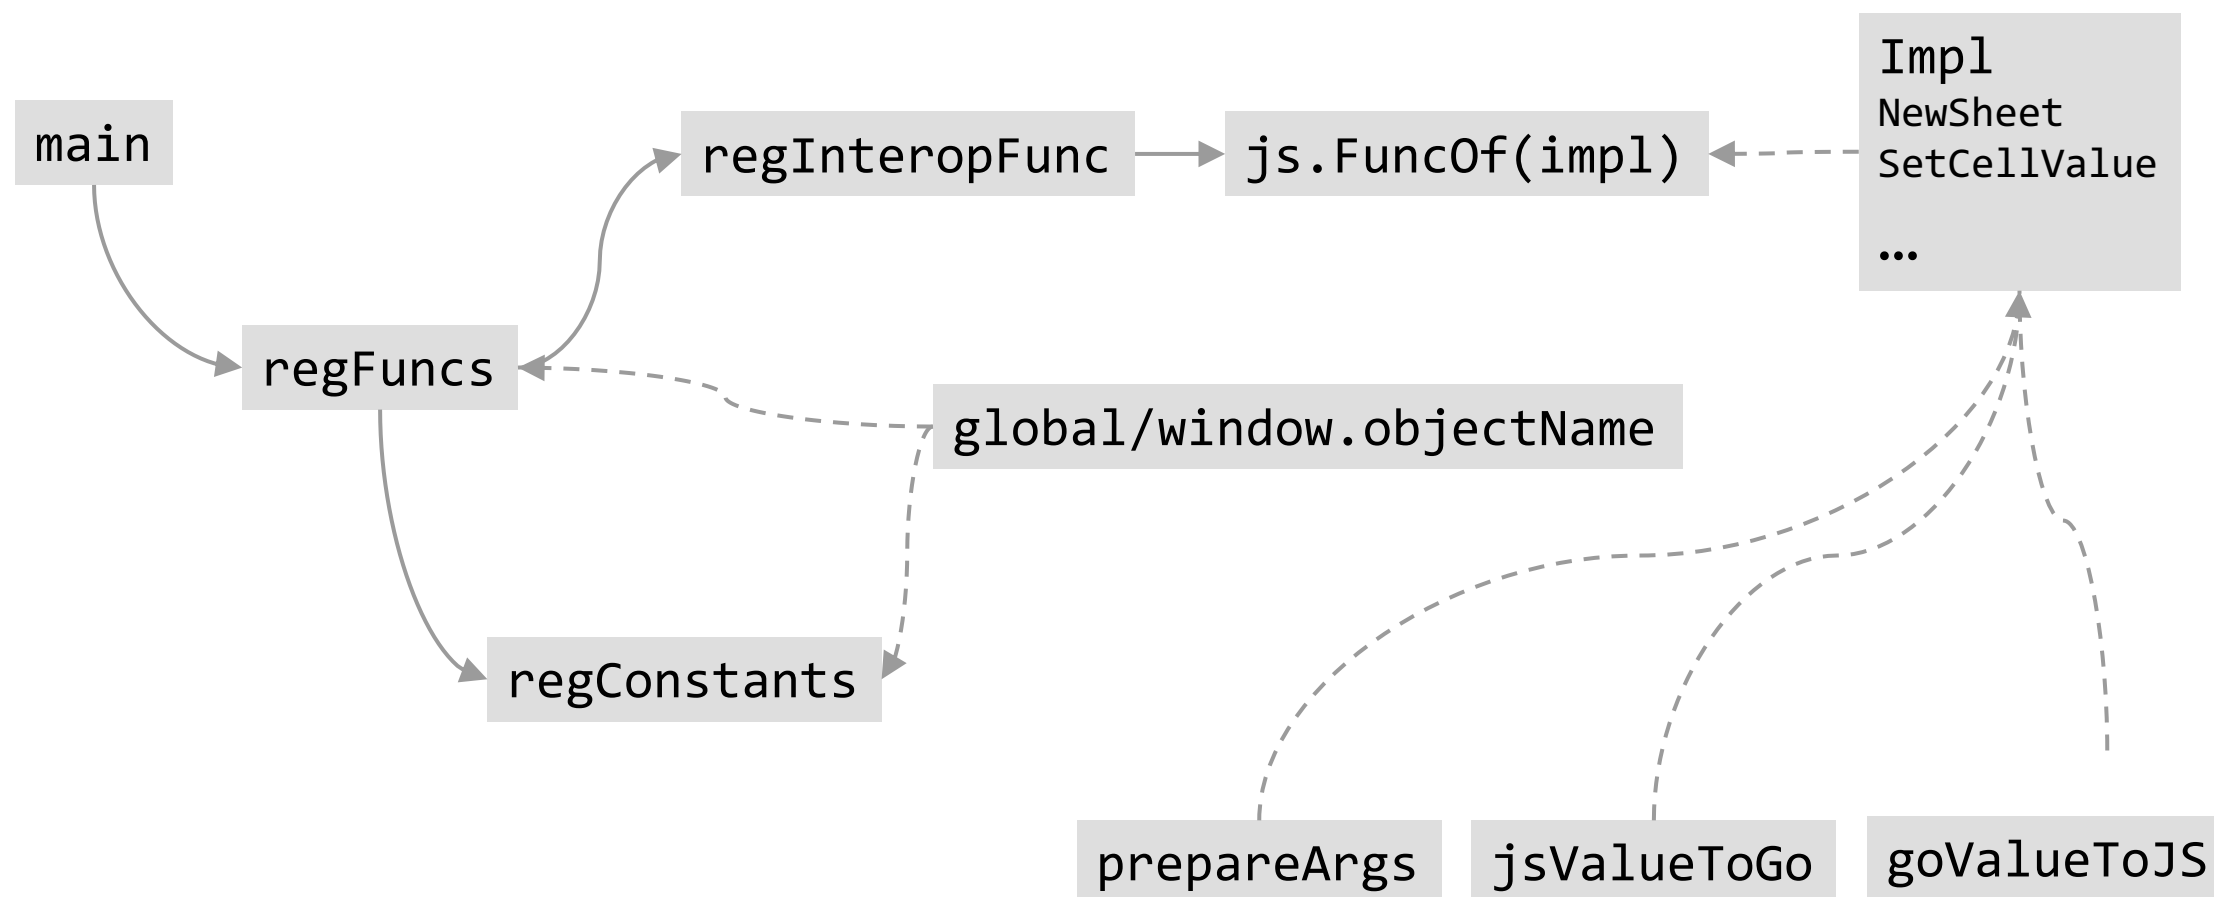 main
regInteropFunc
js.FuncOf(impl)
Impl
NewSheet
SetCellValue
…
regFuncs
global/window.objectName
regConstants
prepareArgs
jsValueToGo
goValueToJS